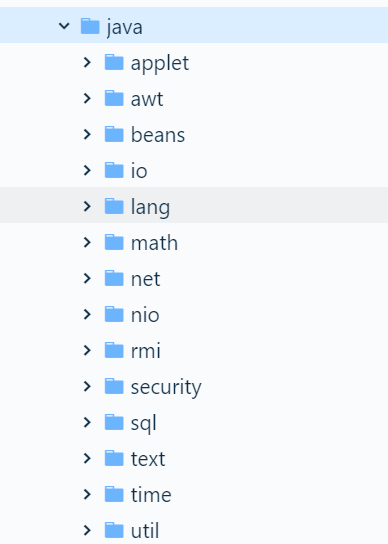 java
applet
awt
beans
io
lang
math
net
nio
rmi
security
sql
text
time
util